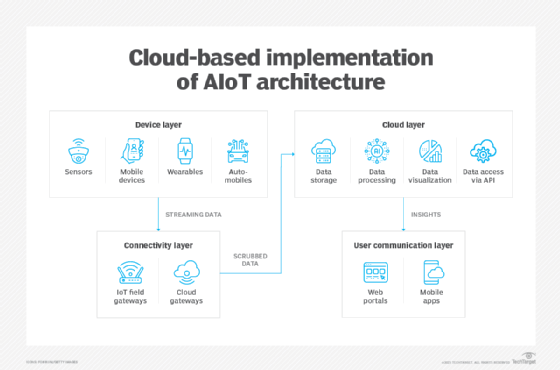 Cloud-based implementation
of AIoT architecture
Device layer
Sensors
Mobile
devices
Wearables
Auto-
mobiles
STREAMING DATA
Connectivity layer
IoT field
gateways
Cloud
gateways
SCRUBBED
DATA
Cloud layer
Data
storage
AI
Data
processing
Data
visualization
Data access
via API
INSIGHTS
User communication layer
Web
portals
Mobile
apps
TechTarget